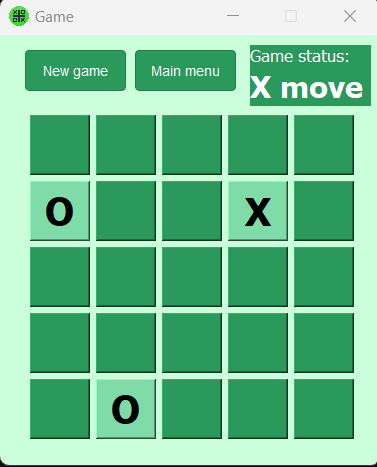 Game
New game
Main menu
Game status:
X move
O
X
O